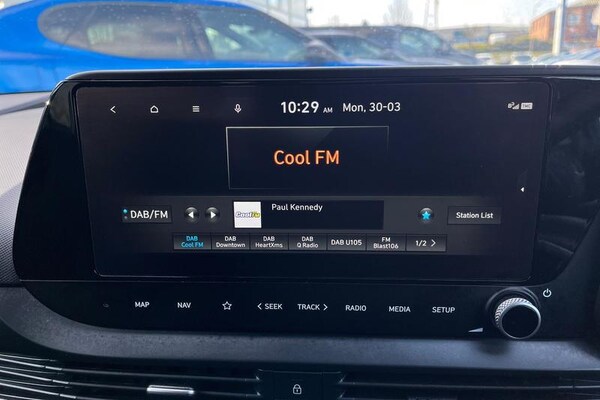 10:29 AM Mon, 30-03
Cool FM
DAB/FM
CoolFM
Paul Kennedy
Station List
DAB Cool FM
DAB Downtown
DAB HeartXms
DAB Q Radio
DAB U105
FM Blast106
1/2
MAP NAV SEEK TRACK RADIO MEDIA SETUP